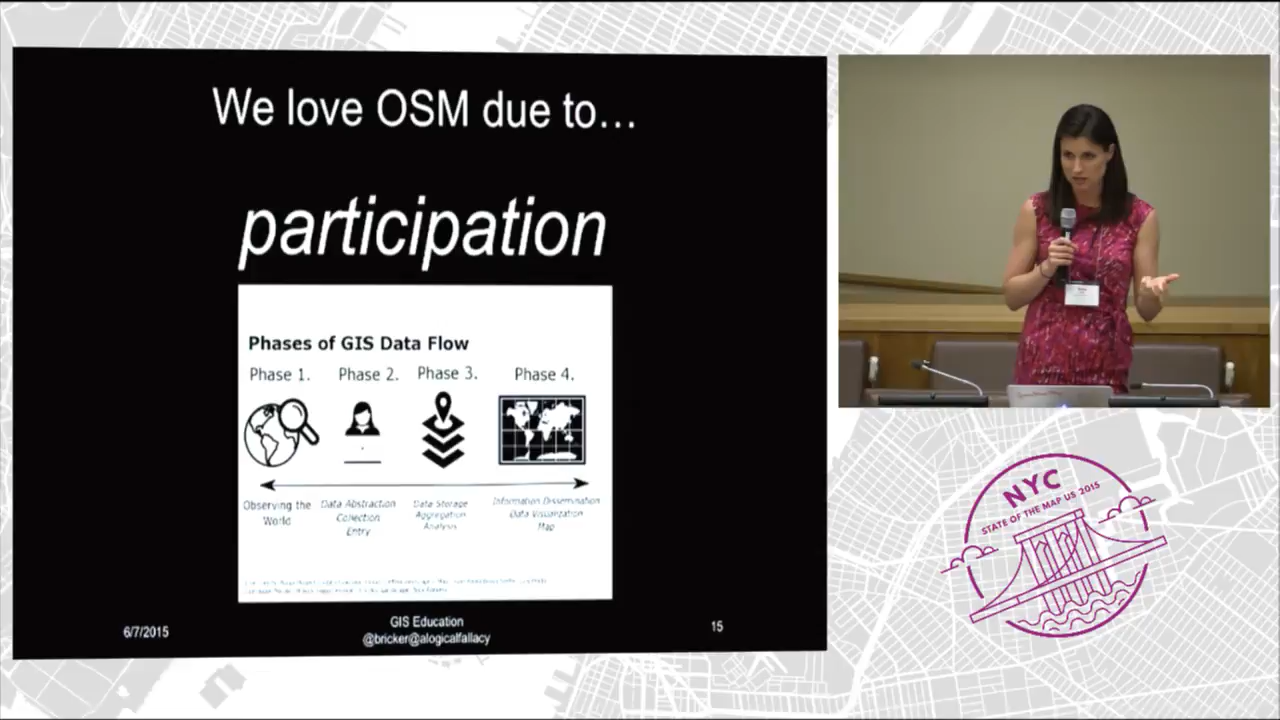 We love OSM due to…
participation
Phases of GIS Data Flow
Phase 1. Phase 2. Phase 3. Phase 4.
Observing the World
Data Abstraction Collection Entry
Data Storage Aggregation Analysis
Information Dissemination Data Visualization Map
6/7/2015
GIS Education
@bricker@alogicalfallacy
15
NYC
STATE OF THE MAP US 2015